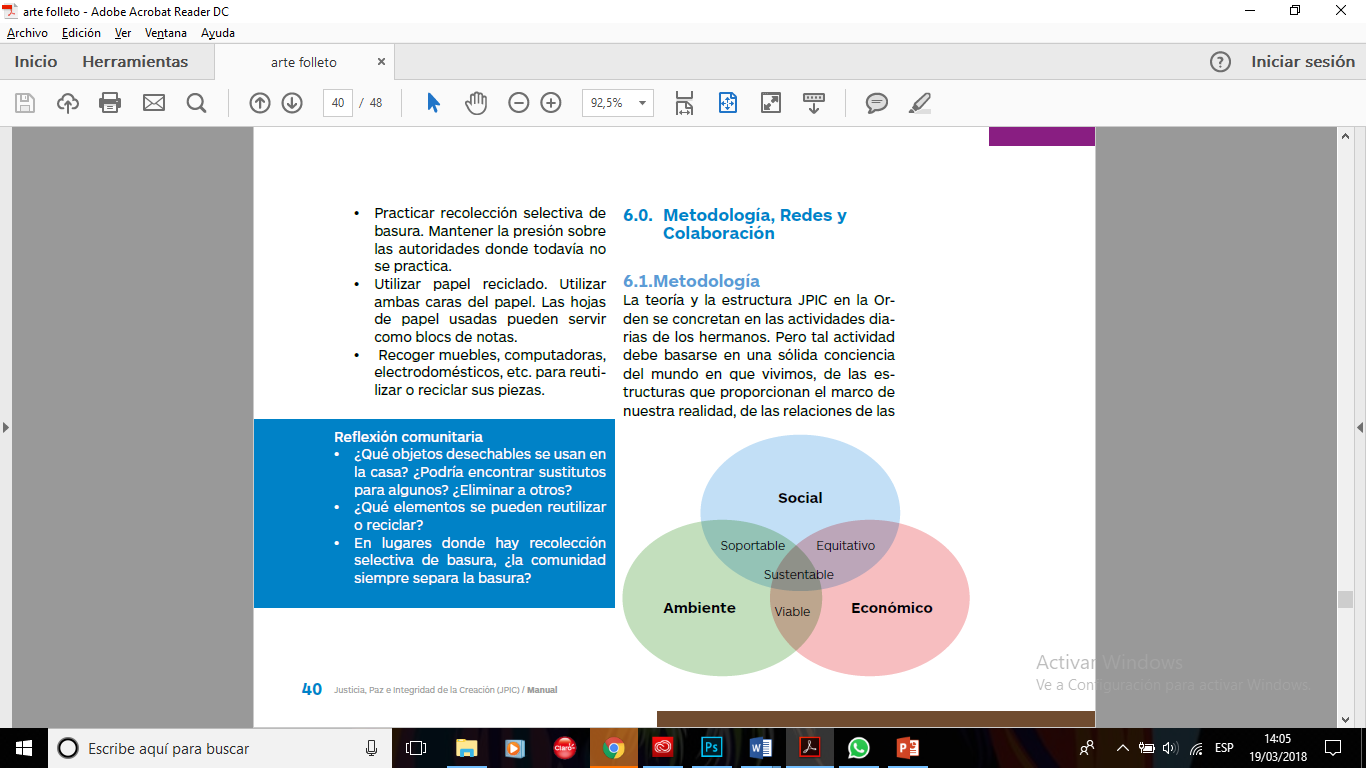 arte folleto - Adobe Acrobat Reader DC
Archivo Edición Ver Ventana Ayuda
Inicio Herramientas arte folleto × ? Iniciar sesión
40 / 48 92,5%
• Practicar recolección selectiva de
basura. Mantener la presión sobre
las autoridades donde todavía no
se practica.
• Utilizar papel reciclado. Utilizar
ambas caras del papel. Las hojas
de papel usadas pueden servir
como blocs de notas.
• Recoger muebles, computadoras,
electrodomésticos, etc. para reuti-
lizar o reciclar sus piezas.
Reflexión comunitaria
• ¿Qué objetos desechables se usan en
la casa? ¿Podría encontrar sustitutos
para algunos? ¿Eliminar a otros?
• ¿Qué elementos se pueden reutilizar
o reciclar?
• En lugares donde hay recolección
selectiva de basura, ¿la comunidad
siempre separa la basura?
6.0. Metodología, Redes y
Colaboración
6.1.Metodología
La teoría y la estructura JPIC en la Or-
den se concretan en las actividades dia-
rias de los hermanos. Pero tal actividad
debe basarse en una sólida conciencia
del mundo en que vivimos, de las es-
tructuras que proporcionan el marco de
nuestra realidad, de las relaciones de las
Social
Soportable Equitativo
Sustentable
Ambiente Viable Económico
40 Justicia, Paz e Integridad de la Creación (JPIC) / Manual
Activar Windows
Ve a Configuración para activar Windows.
Escribe aquí para buscar
Claro
Ps
ESP
14:05
19/03/2018